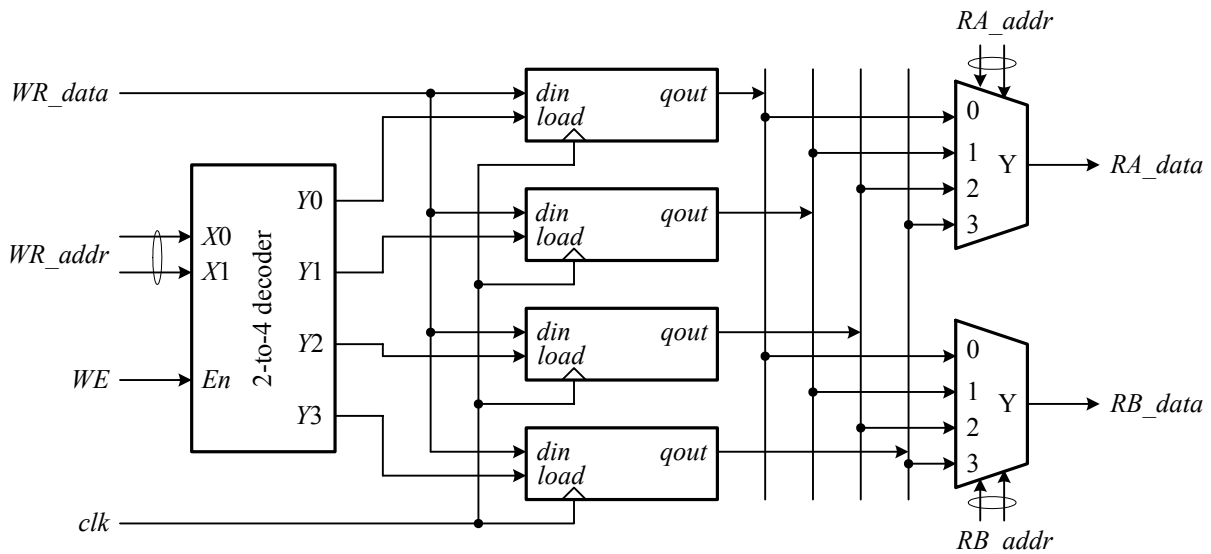 RA_addr
WR_data
din
qout
load
0
1
Y
2
3
RA_data
Y0
din
qout
load
WR_addr
X0
X1
2-to-4 decoder
Y1
Y2
din
qout
load
WE
En
Y3
0
1
Y
2
3
RB_data
din
qout
load
clk
RB_addr